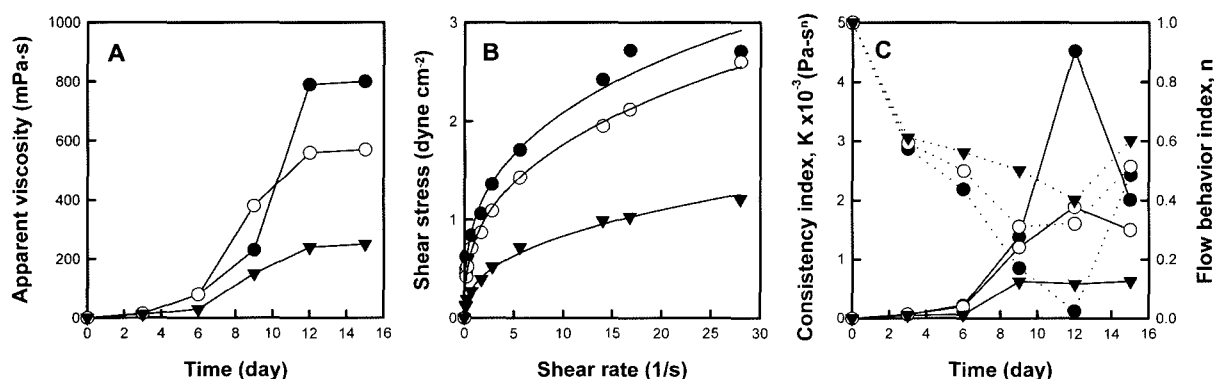 A
Apparent viscosity (mPa·s)
1000
800
600
400
200
0
0 2 4 6 8 10 12 14 16
Time (day)
B
Shear stress (dyne cm⁻²)
3
2
1
0
0 5 10 15 20 25 30
Shear rate (1/s)
C
Consistency index, K x10⁻³ (Pa-sⁿ)
5
4
3
2
1
0
0 2 4 6 8 10 12 14 16
Time (day)
1.0
0.8
0.6
0.4
0.2
0.0
Flow behavior index, n